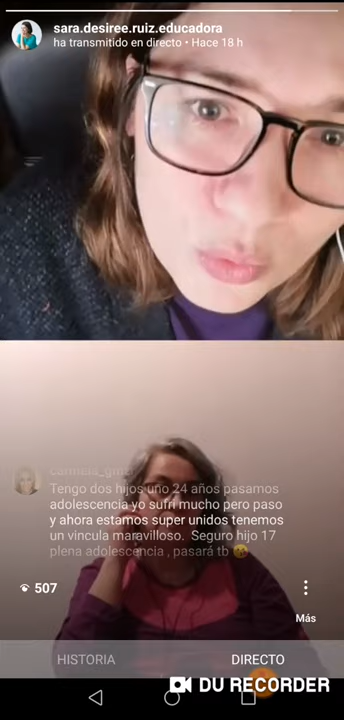 sara.desiree.ruiz.educadora
ha transmitido en directo • Hace 18 h
Tengo dos hijos uno 24 años pasamos
adolescencia yo sufrí mucho pero paso
y ahora estamos super unidos tenemos
un vincula maravilloso. Seguro hijo 17
plena adolescencia , pasará tb
507
Más
HISTORIA
DIRECTO
DU RECORDER